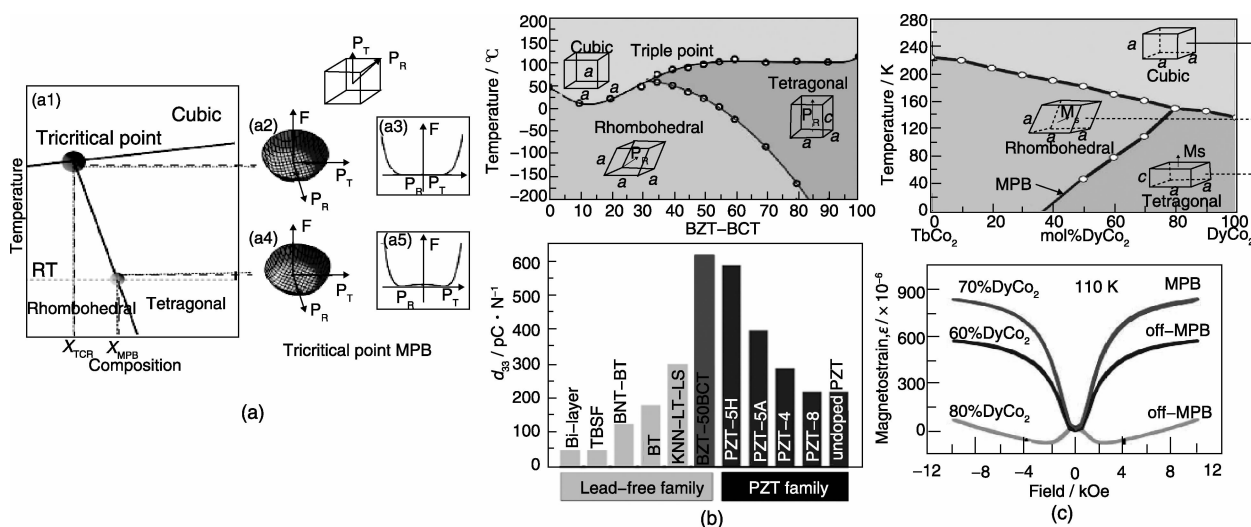 (a1)
Cubic
Tricritical point
Temperature
RT
Rhombohedral
Tetragonal
X_TCR
X_MPB
Composition
P_T
P_R
(a2)
F
P_T
P_R
(a3)
F
P_R
P_T
(a4)
F
P_T
P_R
(a5)
F
P_R
P_T
Tricritical point MPB
(a)
Temperature / °C
200
150
100
50
0
−50
−100
−150
−200
Cubic
a
a
a
Triple point
Tetragonal
P_R
c
a
a
Rhombohedral
P_R
a
a
a
0 10 20 30 40 50 60 70 80 90 100
BZT−BCT
d33 / pC · N−1
600
500
400
300
200
100
0
Bi−layer
TBSF
BNT−BT
BT
KNN−LT−LS
BZT−50BCT
PZT−5H
PZT−5A
PZT−4
PZT−8
undoped PZT
Lead−free family
PZT family
(b)
Temperature / K
280
240
200
160
120
80
40
0
a
a
a
Cubic
M_s
a
a
a
Rhombohedral
MPB
Ms
c
a
a
Tetragonal
0 20 40 60 80 100
TbCo2
mol%DyCo2
DyCo2
Magnetostrain,ε / × 10−6
900
600
300
0
70%DyCo2
110 K
MPB
60%DyCo2
off−MPB
80%DyCo2
off−MPB
−12 −8 −4 0 4 8 12
Field / kOe
(c)